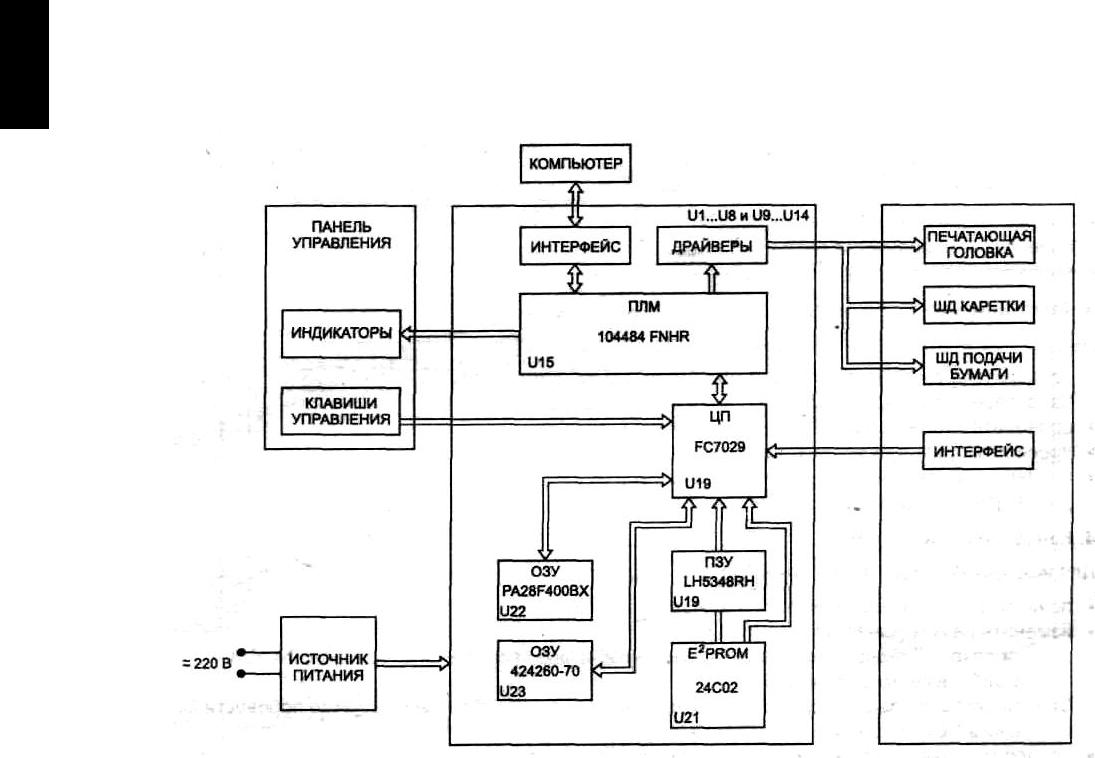 КОМПЬЮТЕР
ПАНЕЛЬ
УПРАВЛЕНИЯ
ИНДИКАТОРЫ
КЛАВИШИ
УПРАВЛЕНИЯ
U1...U8 и U9...U14
ИНТЕРФЕЙС
ДРАЙВЕРЫ
ПЛМ
104484 FNHR
U15
ЦП
FC7029
U19
ОЗУ
PA28F400BX
U22
ПЗУ
LH5348RH
U19
ОЗУ
424260-70
U23
E²PROM
24C02
U21
≈ 220 В
ИСТОЧНИК
ПИТАНИЯ
ПЕЧАТАЮЩАЯ
ГОЛОВКА
ШД КАРЕТКИ
ШД ПОДАЧИ
БУМАГИ
ИНТЕРФЕЙС